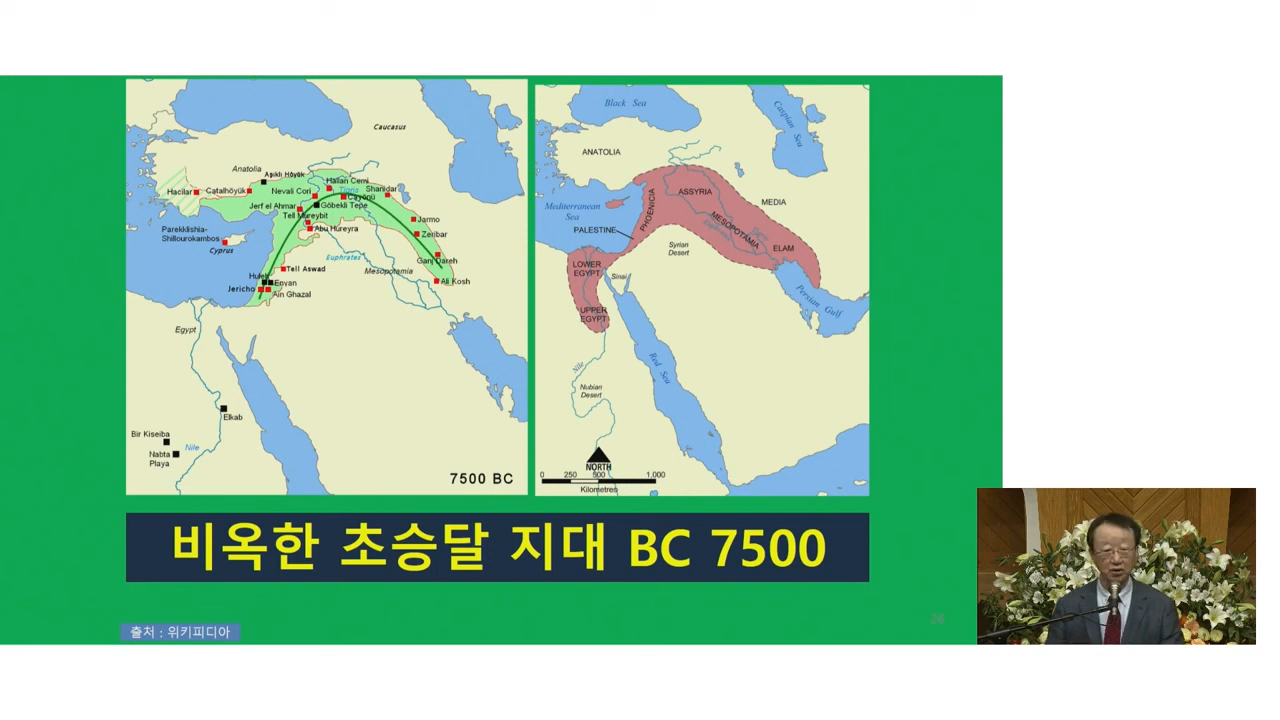 Caucasus
Anatolia
Aşıklı Höyük
Hallan Cemi
Hacilar
Catalhöyük
Nevali Cori
Tigris
Shanidar
Cayönü
Jerf el Ahmar
Göbekli Tepe
Tell Mureybit
Jarmo
Abu Hureyra
Parekklishia-
Shillourokambos
Zeribar
Cyprus
Euphrates
Ganj Dareh
Tell Aswad
Mesopotamia
Ali Kosh
Enyan
Jericho
Ain Ghazal
Egypt
Elkab
Bir Kiseiba
Nile
Nabta
Playa
7500 BC
Black Sea
Caspian Sea
ANATOLIA
ASSYRIA
MEDIA
PHOENICIA
Mediterranean
Sea
MESOPOTAMIA
PALESTINE
Syrian
Desert
ELAM
LOWER
EGYPT
Sinai
Persian Gulf
UPPER
EGYPT
Red Sea
Nile
Nubian
Desert
NORTH
0 250 500 1,000
Kilometres
비옥한 초승달 지대 BC 7500
출처 : 위키피디아
26